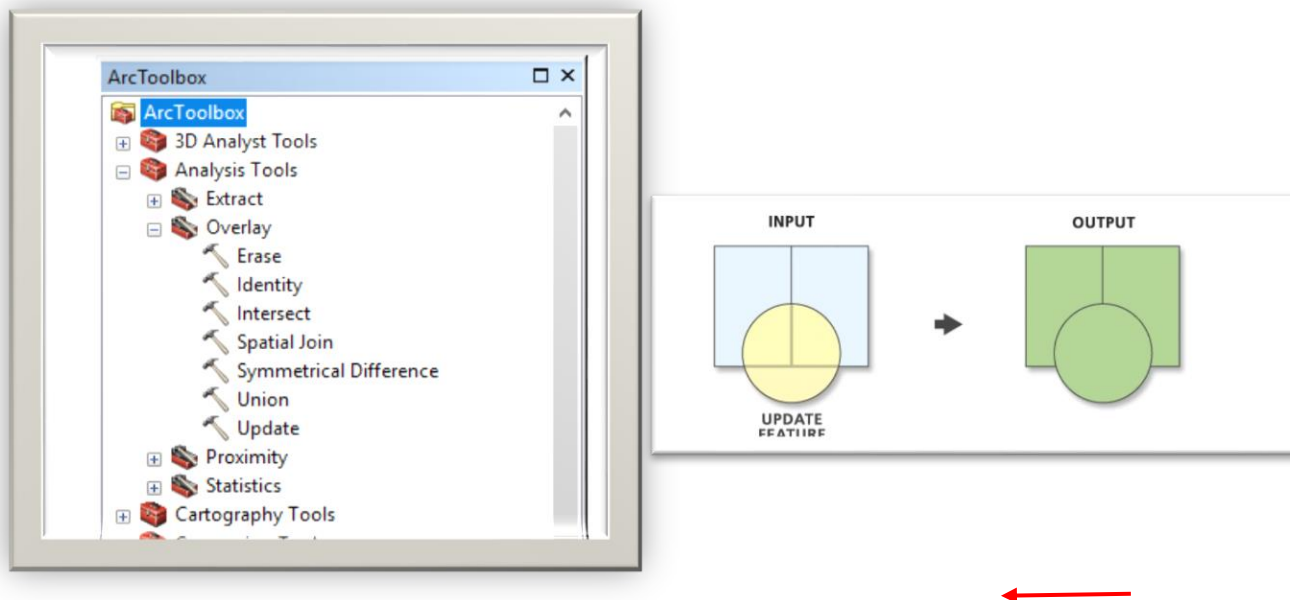 ArcToolbox
ArcToolbox
3D Analyst Tools
Analysis Tools
Extract
Overlay
Erase
Identity
Intersect
Spatial Join
Symmetrical Difference
Union
Update
Proximity
Statistics
Cartography Tools
INPUT
OUTPUT
UPDATE
FEATURE